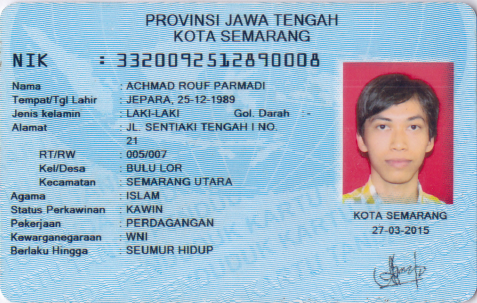 PROVINSI JAWA TENGAH
KOTA SEMARANG
NIK : 3320092512890008
Nama : ACHMAD ROUF PARMADI
Tempat/Tgl Lahir : JEPARA, 25-12-1989
Jenis kelamin : LAKI-LAKI Gol. Darah : -
Alamat : JL. SENTIAKI TENGAH I NO.
21
RT/RW : 005/007
Kel/Desa : BULU LOR
Kecamatan : SEMARANG UTARA
Agama : ISLAM
Status Perkawinan : KAWIN
Pekerjaan : PERDAGANGAN
Kewarganegaraan : WNI
Berlaku Hingga : SEUMUR HIDUP
KOTA SEMARANG
27-03-2015